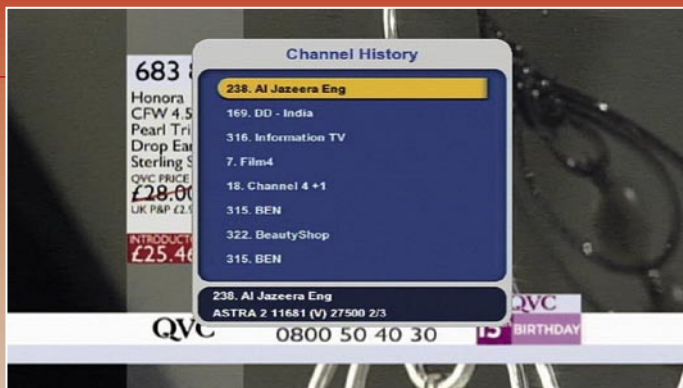 Channel History
683
238. Al Jazeera Eng
169. DD - India
316. Information TV
7. Film4
18. Channel 4 +1
315. BEN
322. BeautyShop
315. BEN
238. Al Jazeera Eng
ASTRA 2 11681 (V) 27500 2/3
Honora
CFW 4.5
Pearl
Drop
Sterling
QVC PRICE
£28.00
UK P&P
£25.46
QVC
0800 50 40 30
QVC
15 BIRTHDAY